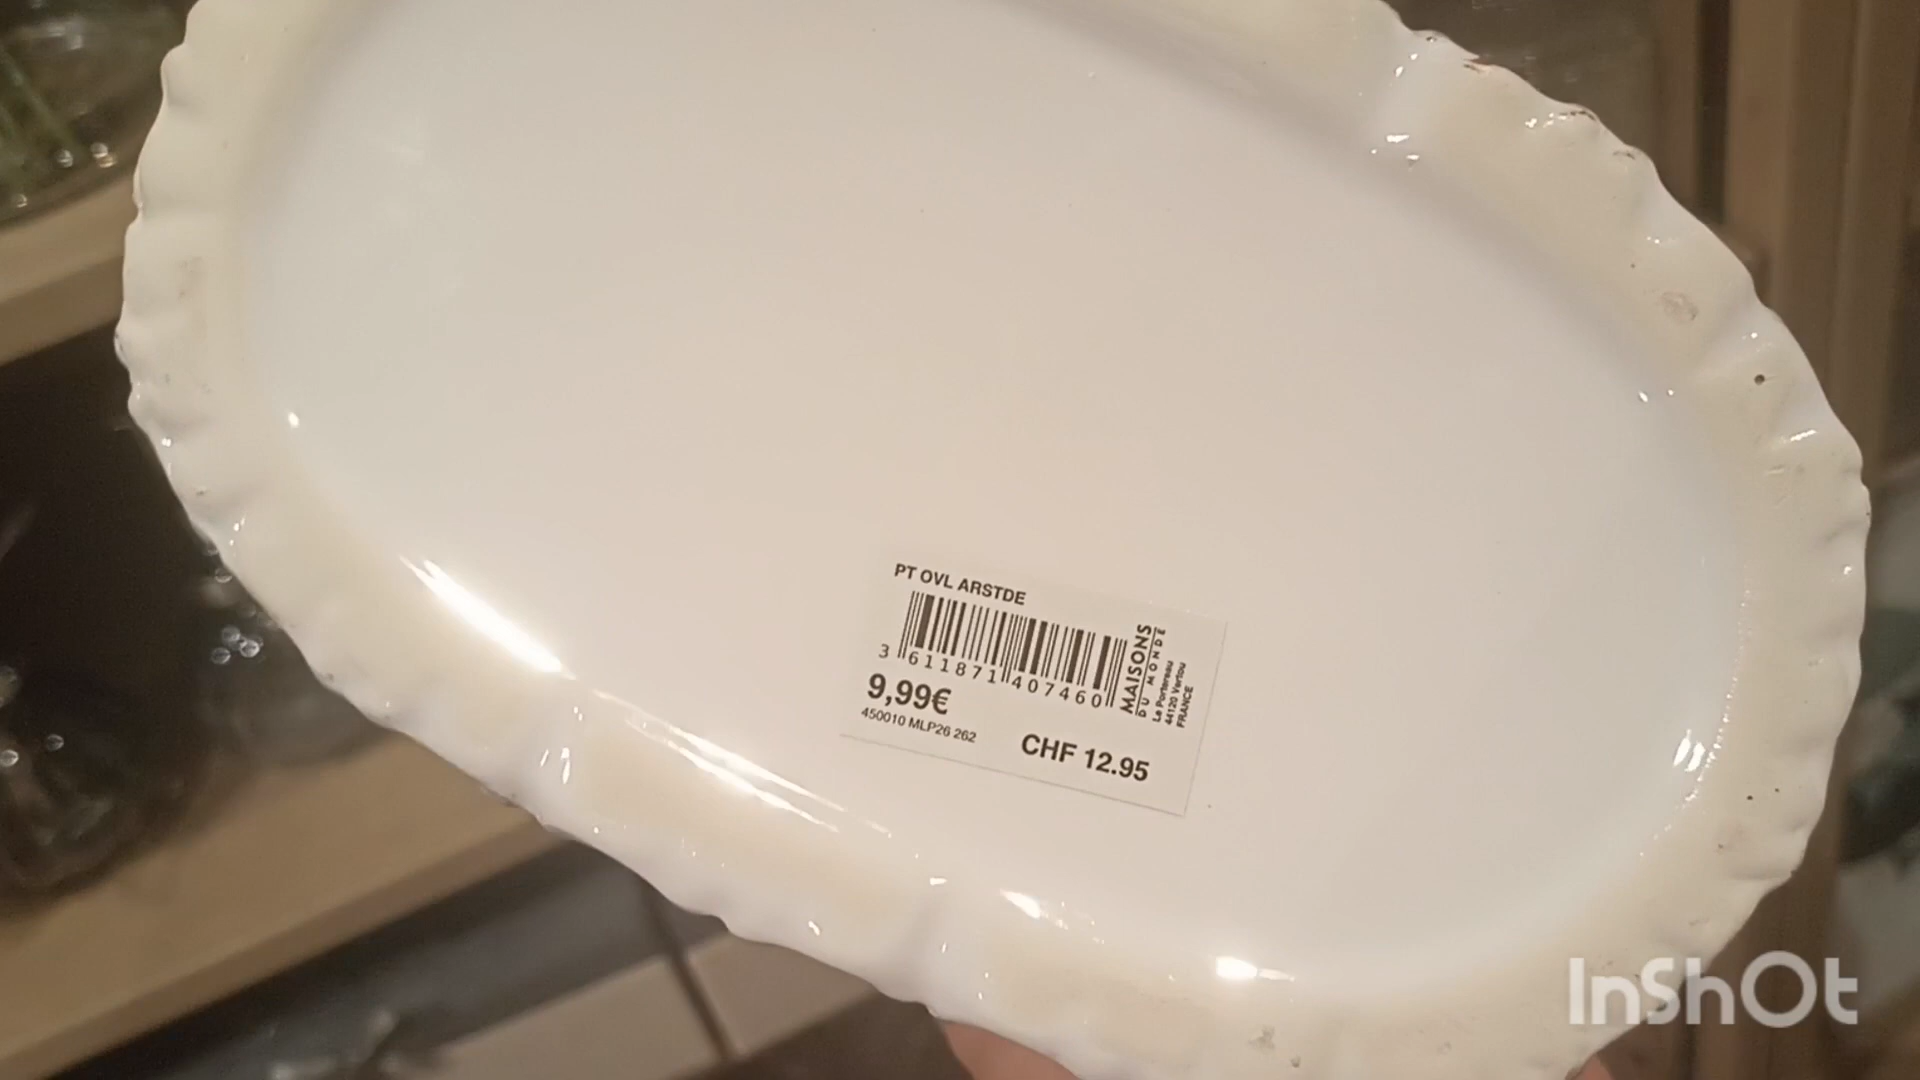 PT OVL ARSTDE
3 611871 407460
MAISONS
DU MONDE
Le Portereau
44120 Vertou
FRANCE
9,99€
450010 MLP26 262
CHF 12.95
InShOt